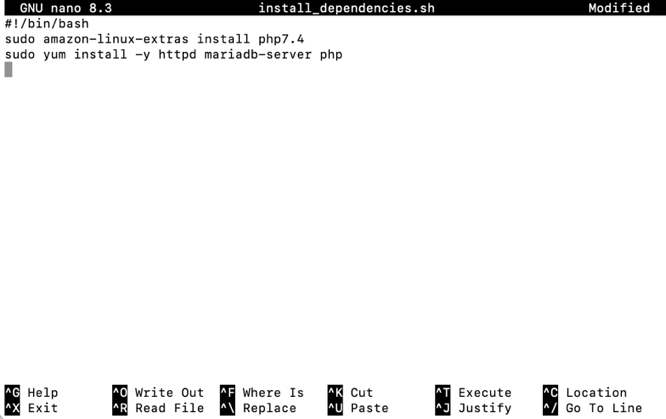 GNU nano 8.3 install_dependencies.sh Modified
#!/bin/bash
sudo amazon-linux-extras install php7.4
sudo yum install -y httpd mariadb-server php
^G Help ^O Write Out ^F Where Is ^K Cut ^T Execute ^C Location
^X Exit ^R Read File ^\ Replace ^U Paste ^J Justify ^/ Go To Line